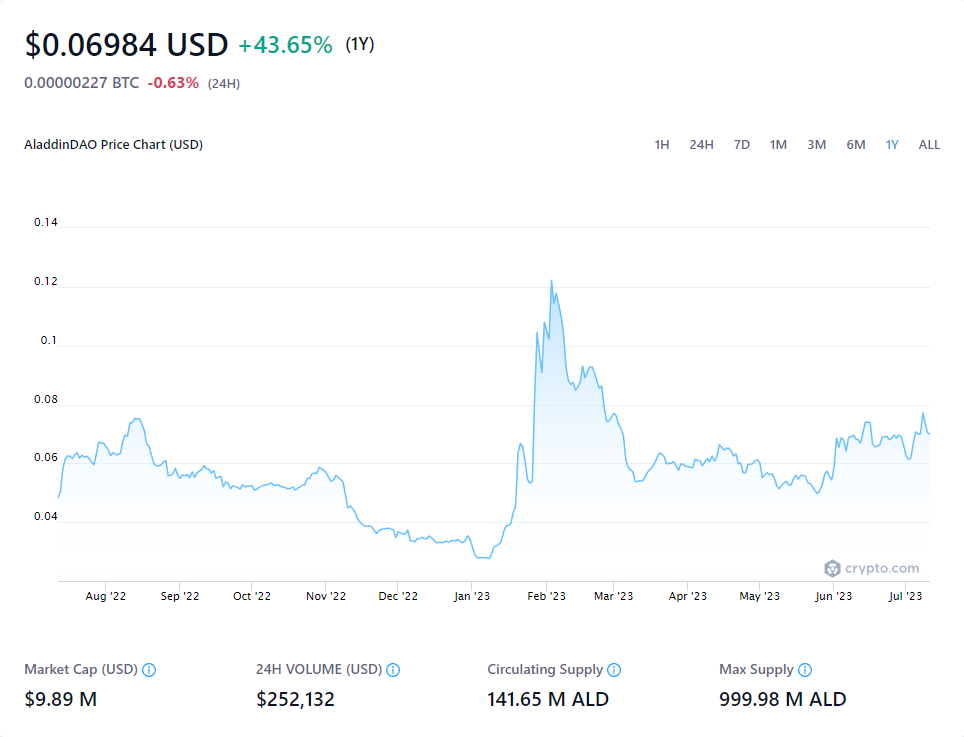 $0.06984 USD +43.65% (1Y)
0.00000227 BTC -0.63% (24H)
AladdinDAO Price Chart (USD) 1H 24H 7D 1M 3M 6M 1Y ALL
0.14
0.12
0.1
0.08
0.06
0.04
crypto.com
Aug '22 Sep '22 Oct '22 Nov '22 Dec '22 Jan '23 Feb '23 Mar '23 Apr '23 May '23 Jun '23 Jul '23
Market Cap (USD) 24H VOLUME (USD) Circulating Supply Max Supply
$9.89 M $252,132 141.65 M ALD 999.98 M ALD